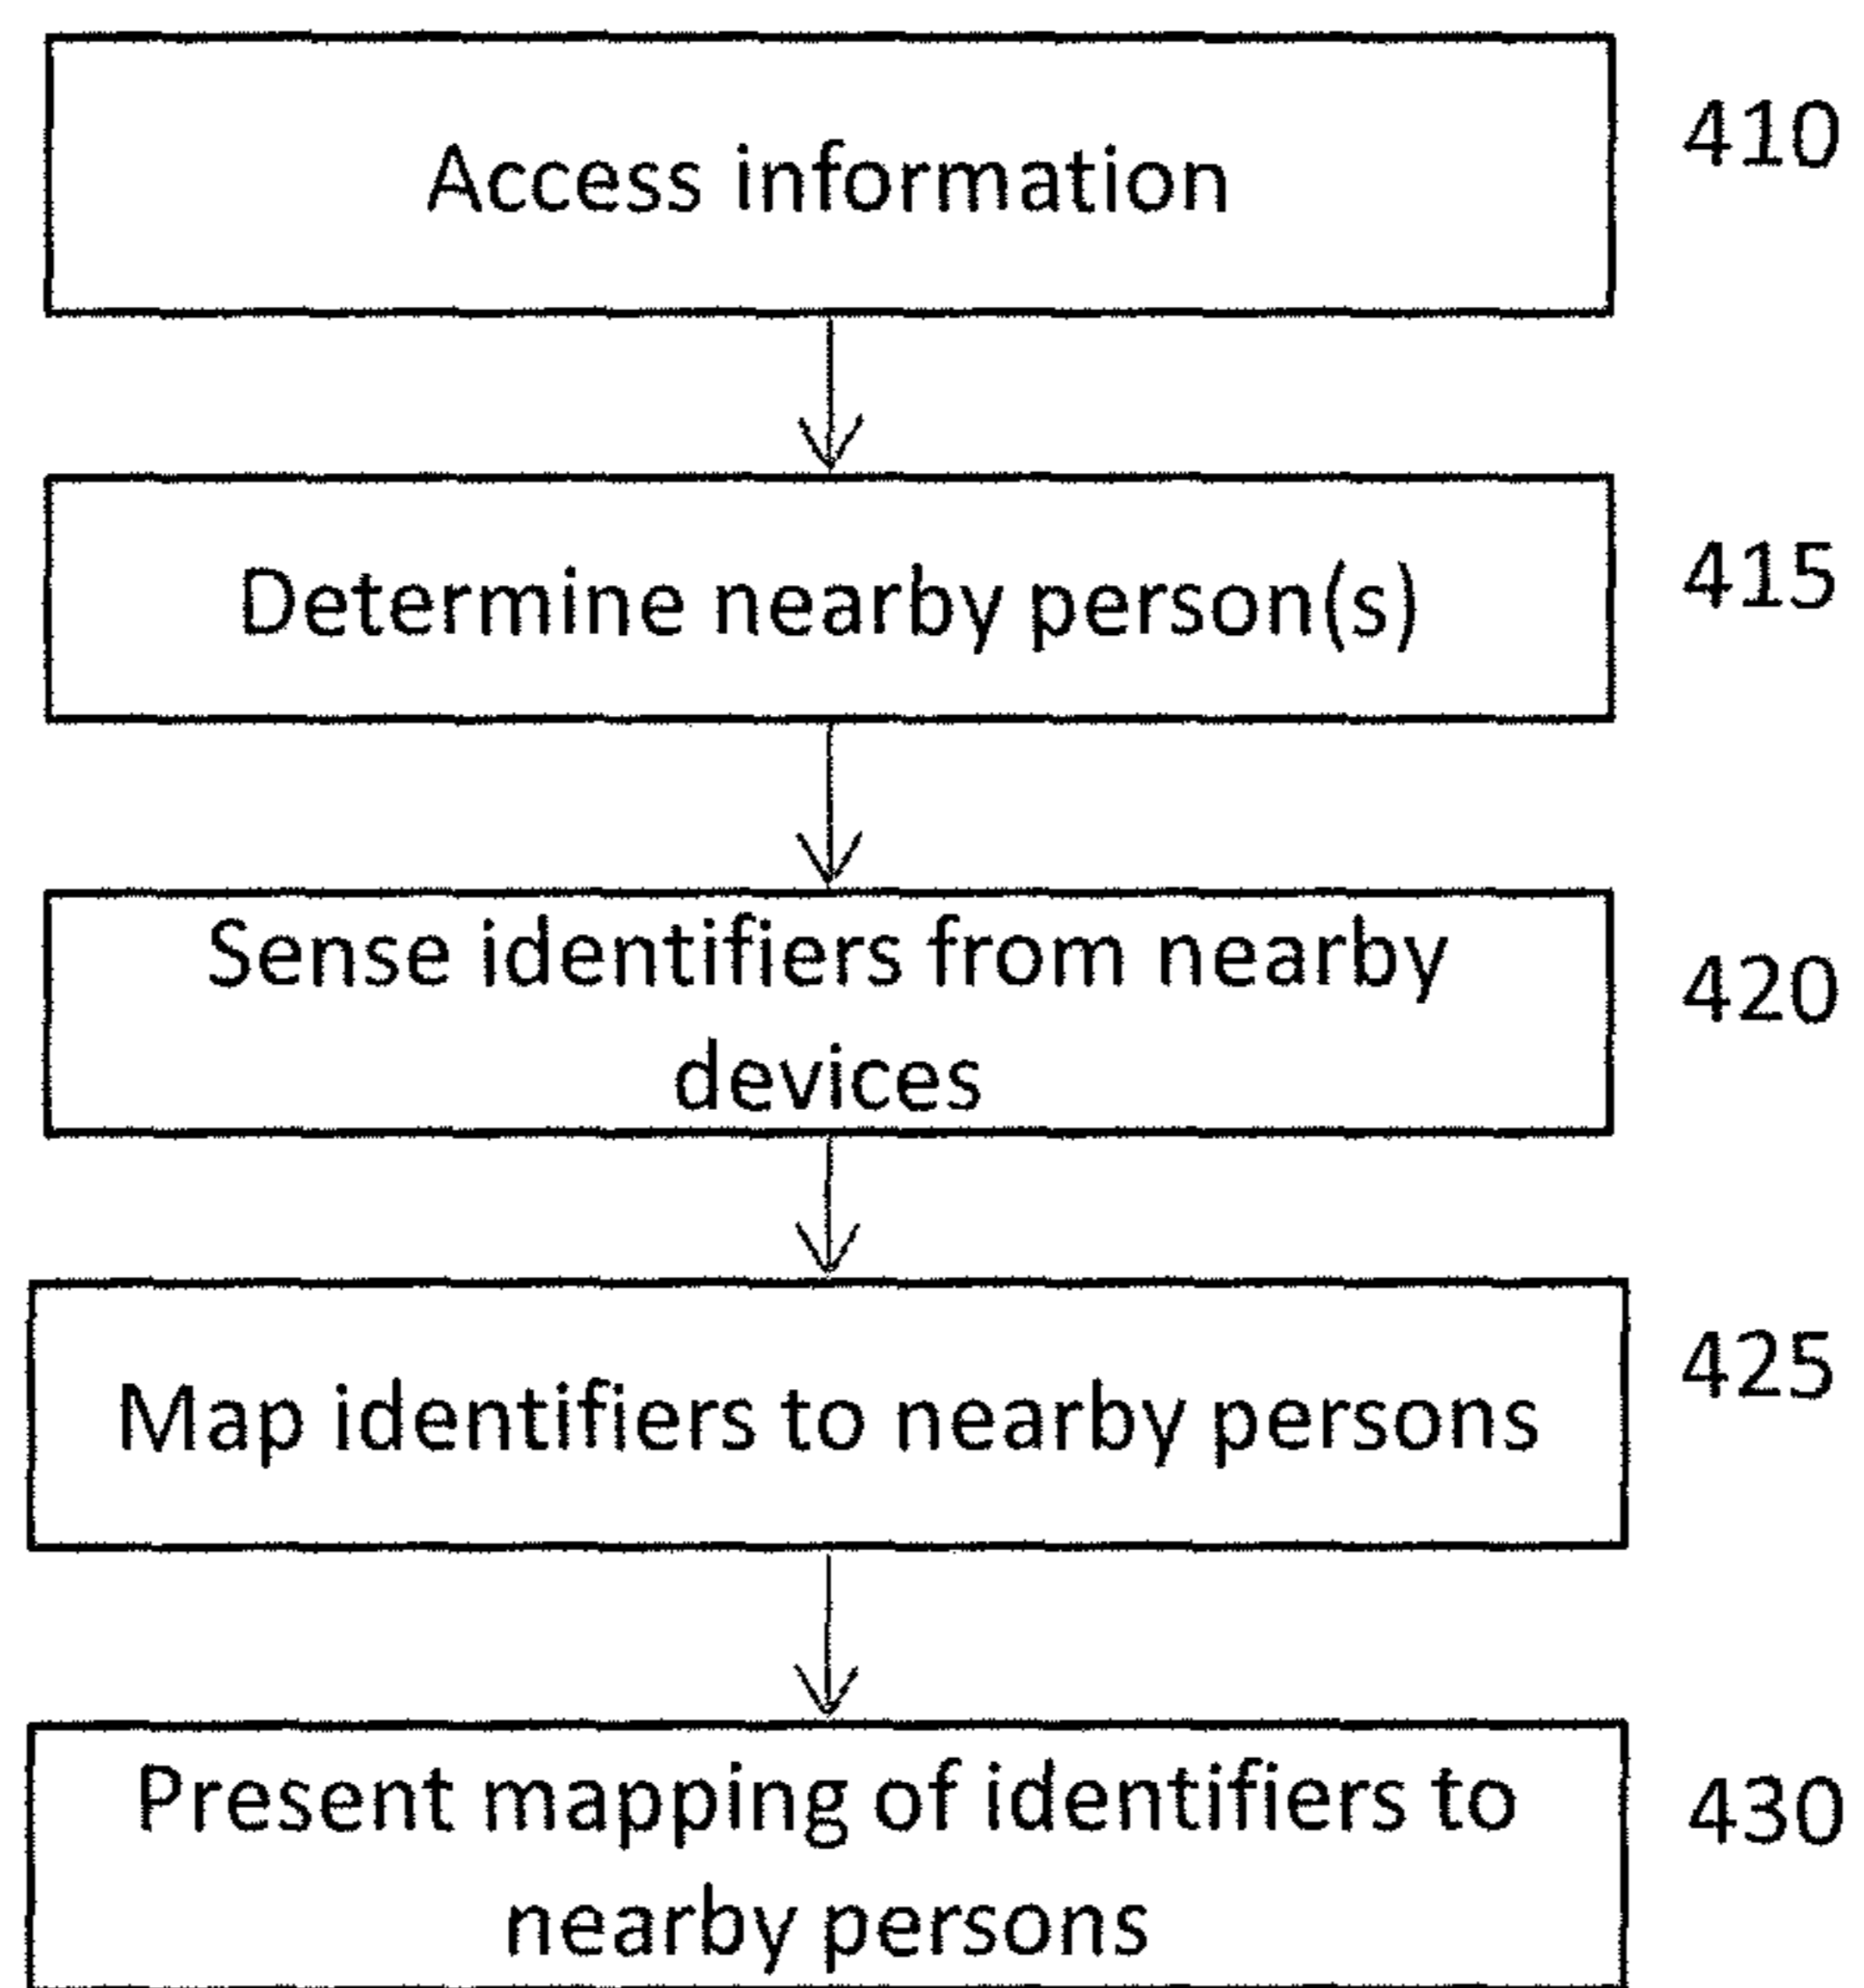 Access information
410
Determine nearby person(s)
415
Sense identifiers from nearby
devices
420
Map identifiers to nearby persons
425
Present mapping of identifiers to
nearby persons
430